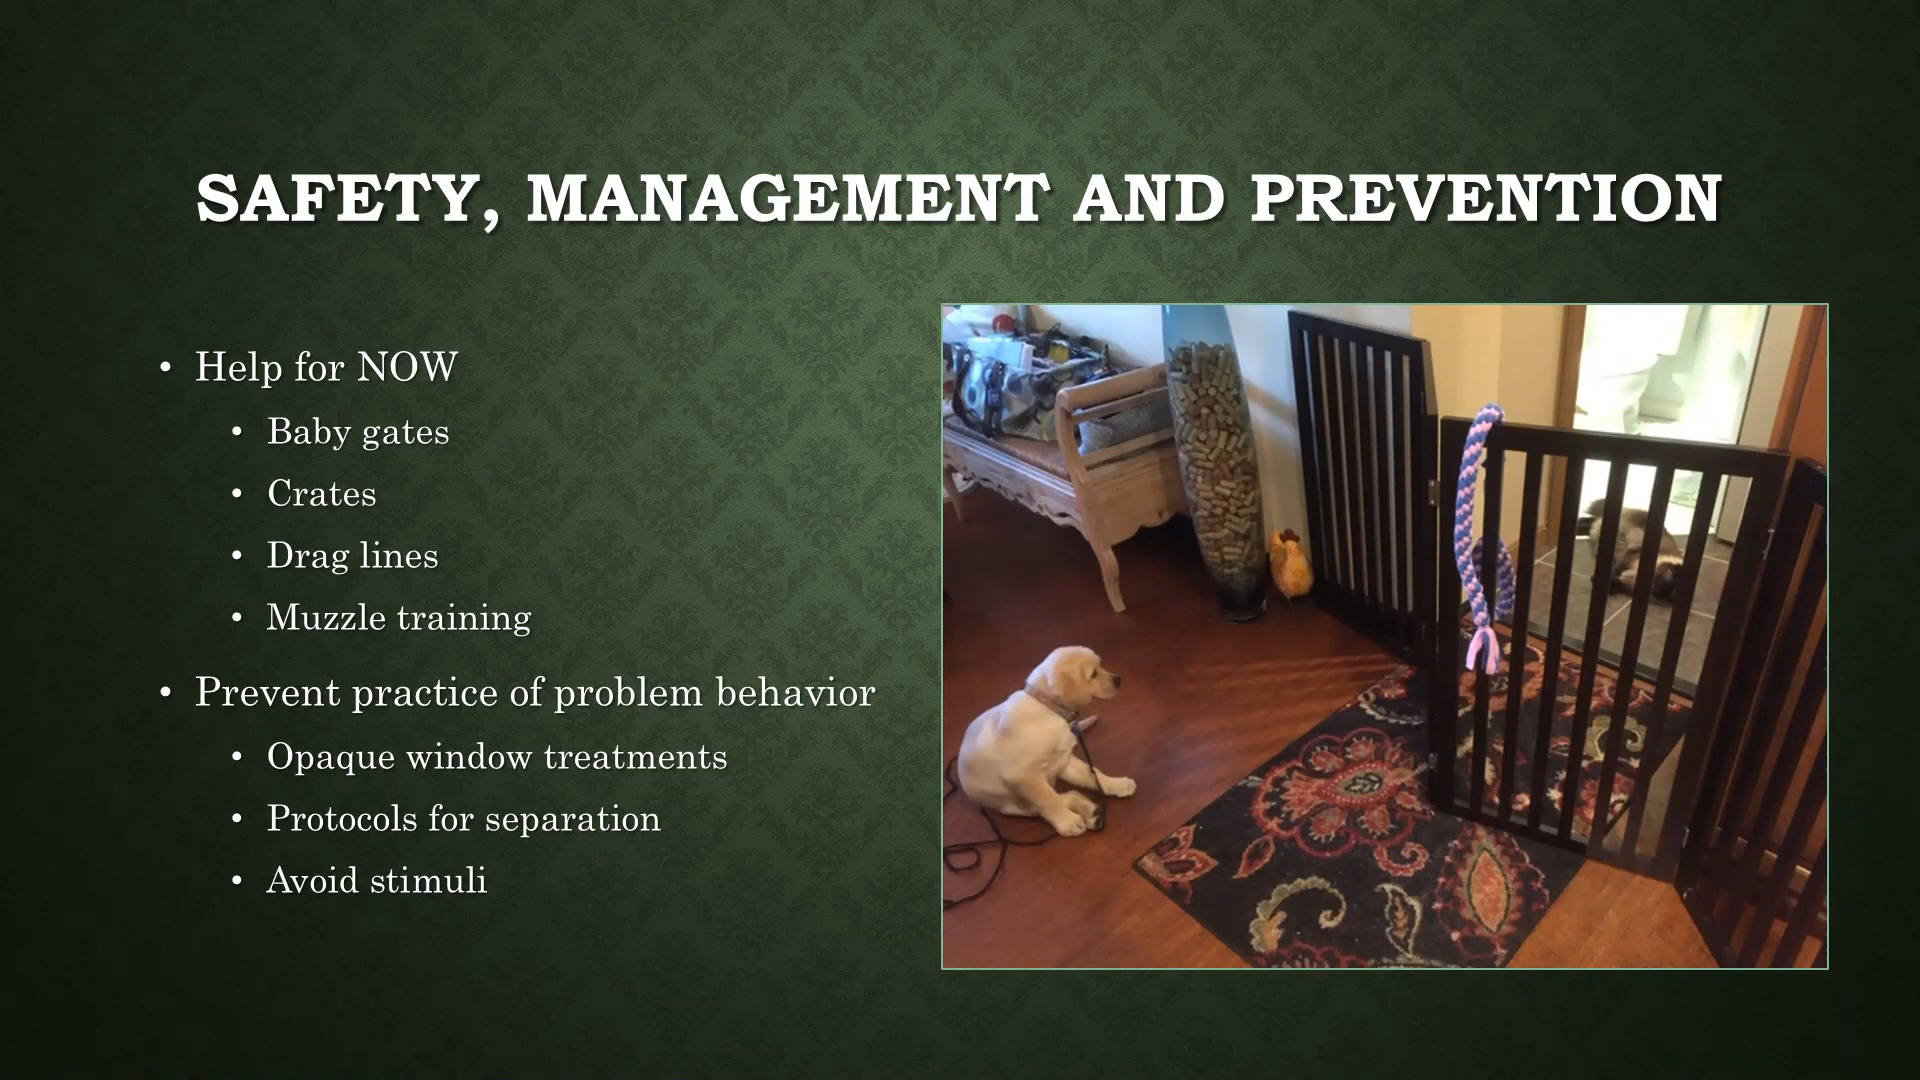 SAFETY, MANAGEMENT AND PREVENTION
• Help for NOW
• Baby gates
• Crates
• Drag lines
• Muzzle training
• Prevent practice of problem behavior
• Opaque window treatments
• Protocols for separation
• Avoid stimuli